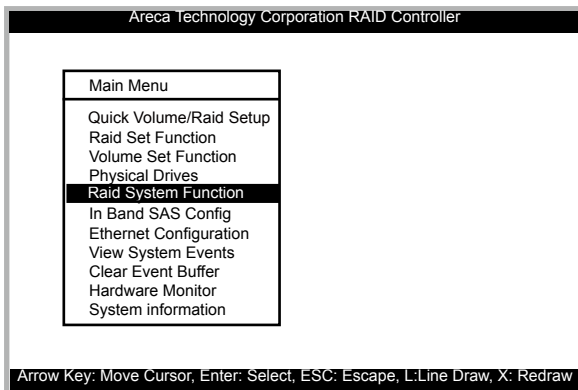 Areca Technology Corporation RAID Controller
Main Menu
Quick Volume/Raid Setup
Raid Set Function
Volume Set Function
Physical Drives
Raid System Function
In Band SAS Config
Ethernet Configuration
View System Events
Clear Event Buffer
Hardware Monitor
System information
Arrow Key: Move Cursor, Enter: Select, ESC: Escape, L:Line Draw, X: Redraw